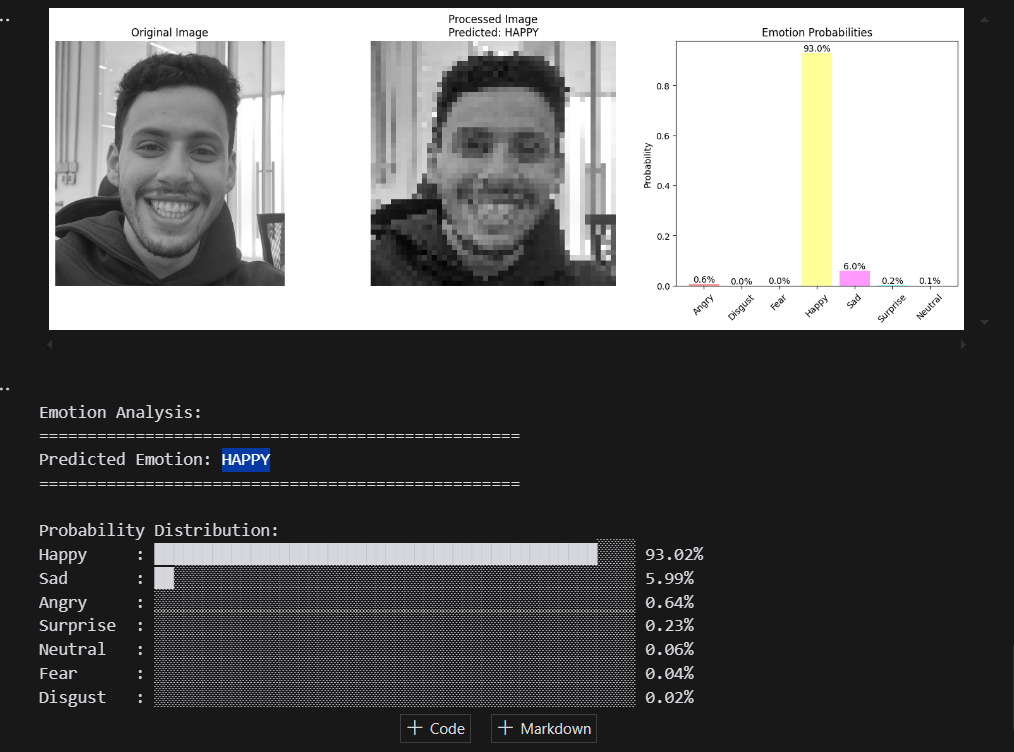 Original Image
Processed Image
Predicted: HAPPY
Emotion Probabilities
Probability
0.8
0.6
0.4
0.2
0.0
0.6%
0.0%
0.0%
93.0%
6.0%
0.2%
0.1%
Angry
Disgust
Fear
Happy
Sad
Surprise
Neutral
Emotion Analysis:
==================================================
Predicted Emotion: HAPPY
==================================================
Probability Distribution:
Happy : 93.02%
Sad : 5.99%
Angry : 0.64%
Surprise : 0.23%
Neutral : 0.06%
Fear : 0.04%
Disgust : 0.02%
+ Code + Markdown